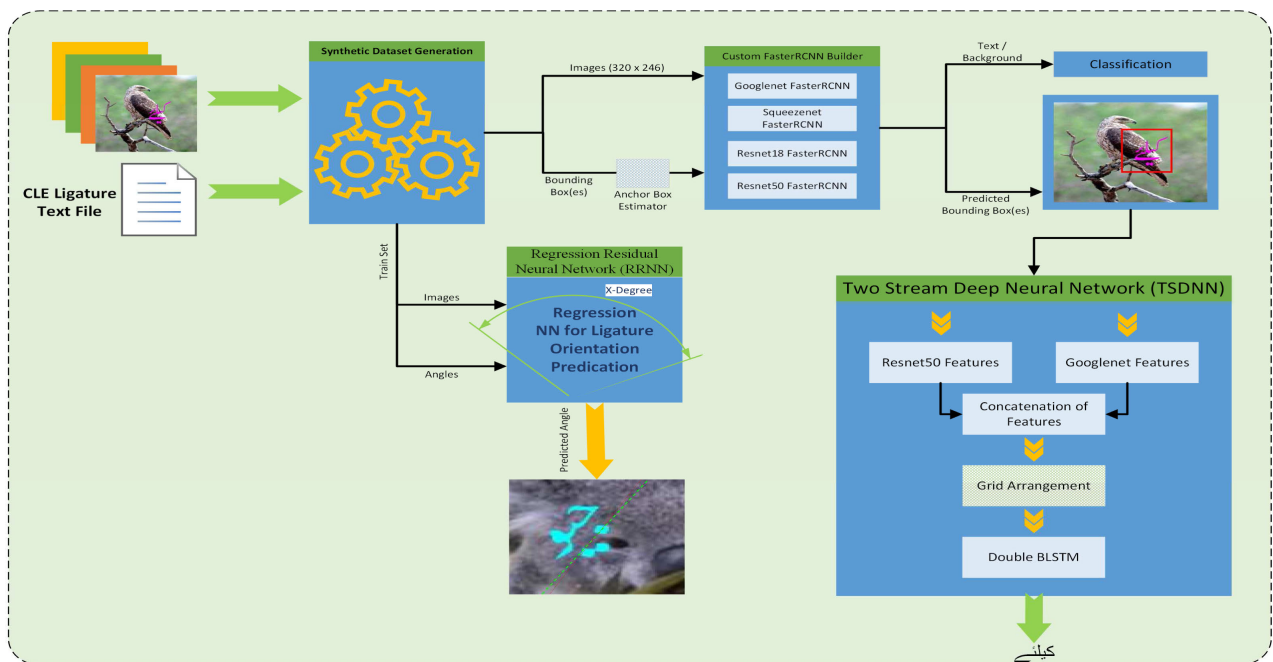 CLE Ligature
Text File
Synthetic Dataset Generation
Images (320 x 246)
Bounding
Box(es)
Anchor Box
Estimator
Custom FasterRCNN Builder
Googlenet FasterRCNN
Squeezenet
FasterRCNN
Resnet18 FasterRCNN
Resnet50 FasterRCNN
Text /
Background
Classification
Predicted
Bounding Box(es)
Train Set
Images
Angles
Regression Residual
Neural Network (RRNN)
X-Degree
Regression
NN for Ligature
Orientation
Predication
Predicted Angle
Two Stream Deep Neural Network (TSDNN)
Resnet50 Features
Googlenet Features
Concatenation of
Features
Grid Arrangement
Double BLSTM
کیلئے